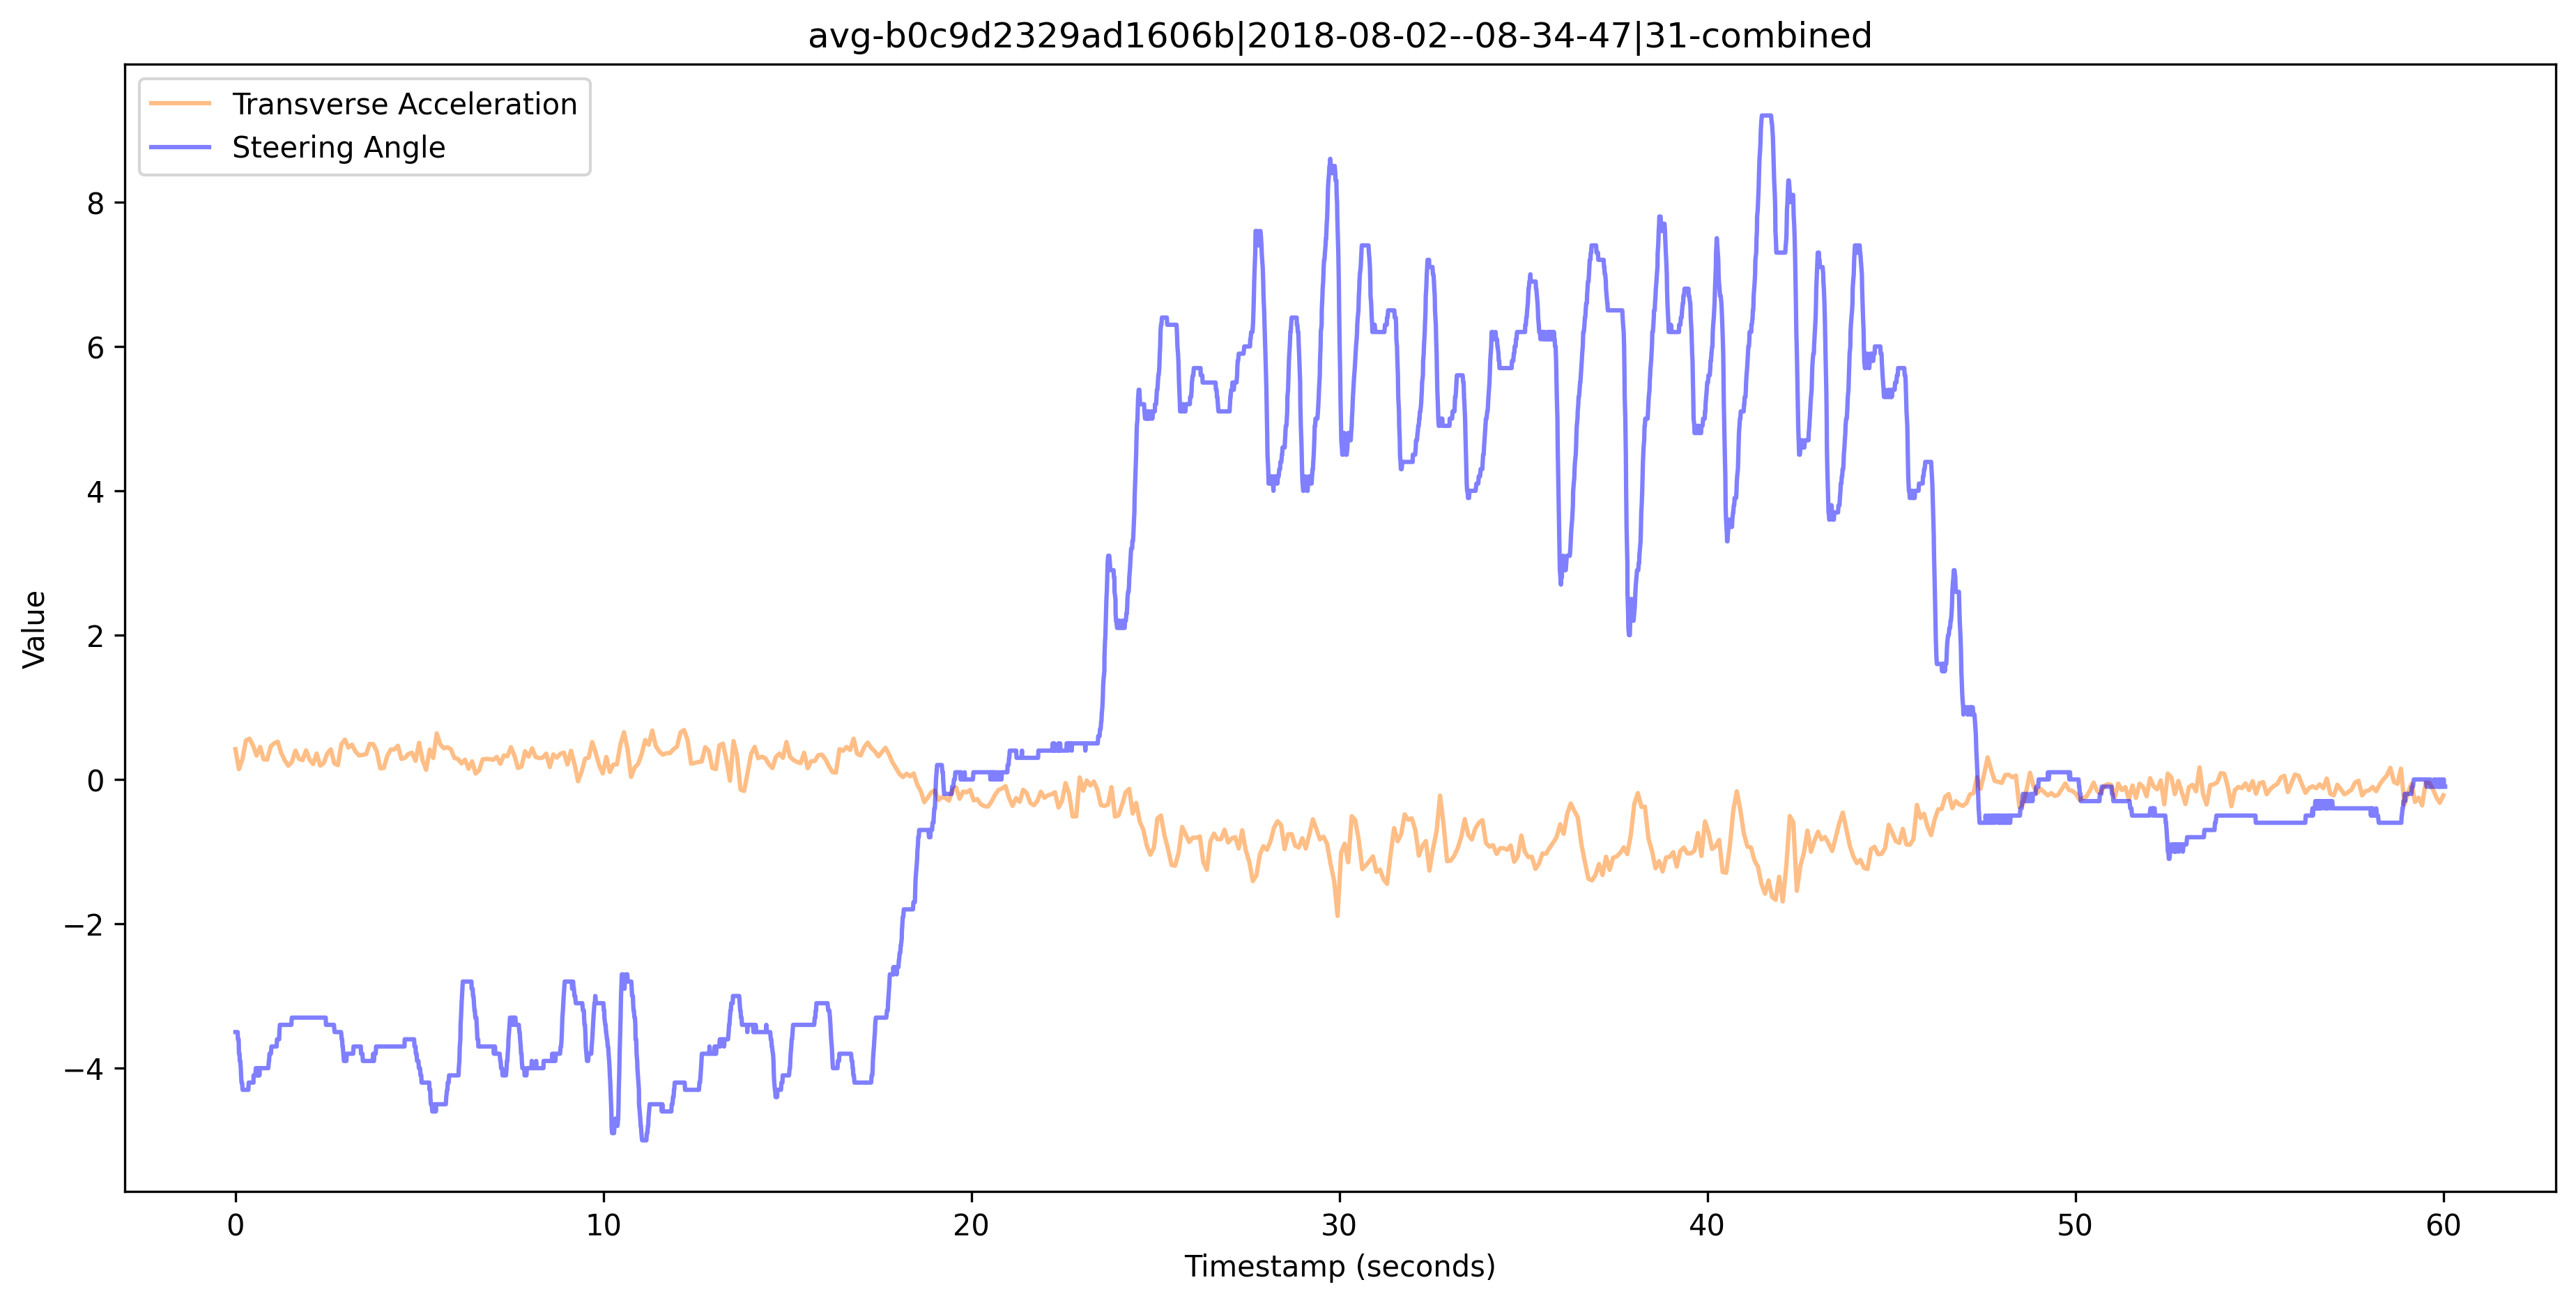 avg-b0c9d2329ad1606b|2018-08-02--08-34-47|31-combined
Transverse Acceleration
Steering Angle
8
6
4
2
0
−2
−4
Value
0 10 20 30 40 50 60
Timestamp (seconds)